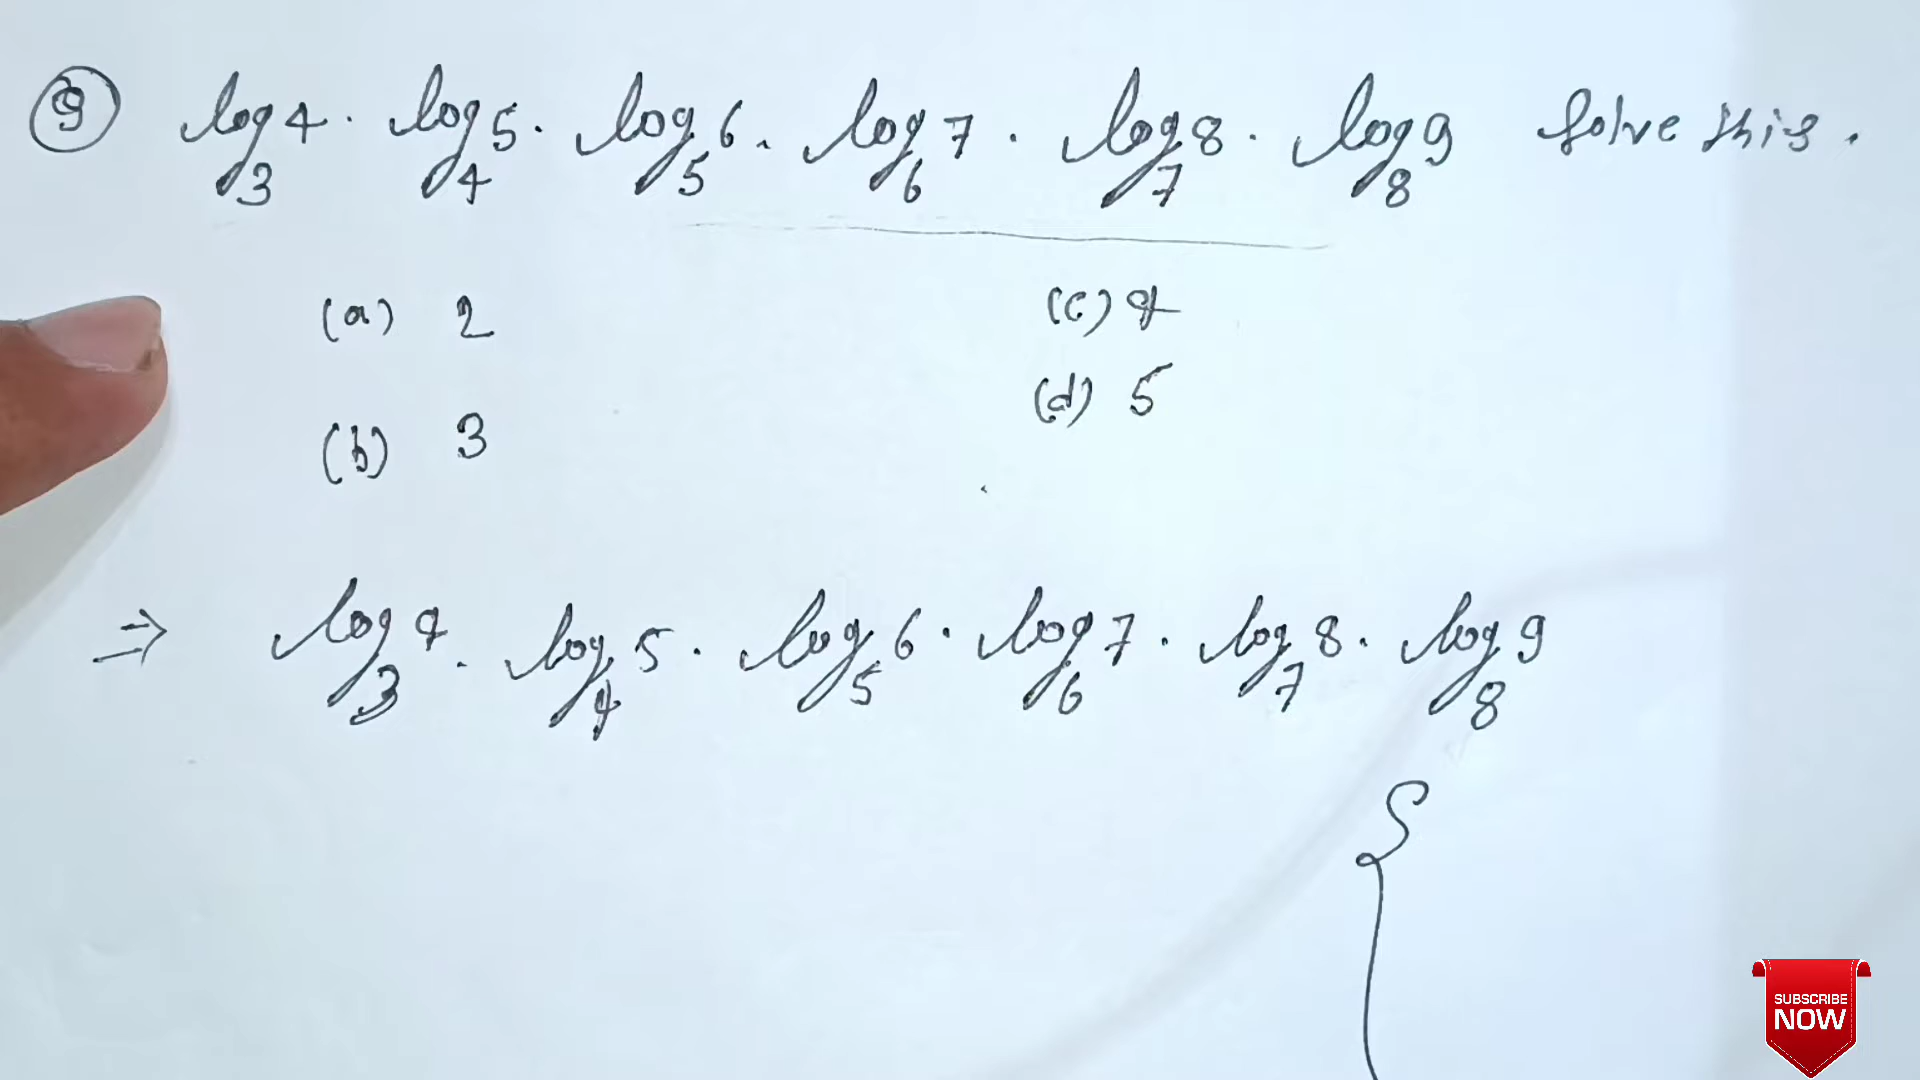 9 log₃4 · log₄5 · log₅6 · log₆7 · log₇8 · log₈9 Solve this.
(a) 2 (c) 4
(d) 5
(b) 3
⇒ log₃4 · log₄5 · log₅6 · log₆7 · log₇8 · log₈9
{
SUBSCRIBE
NOW